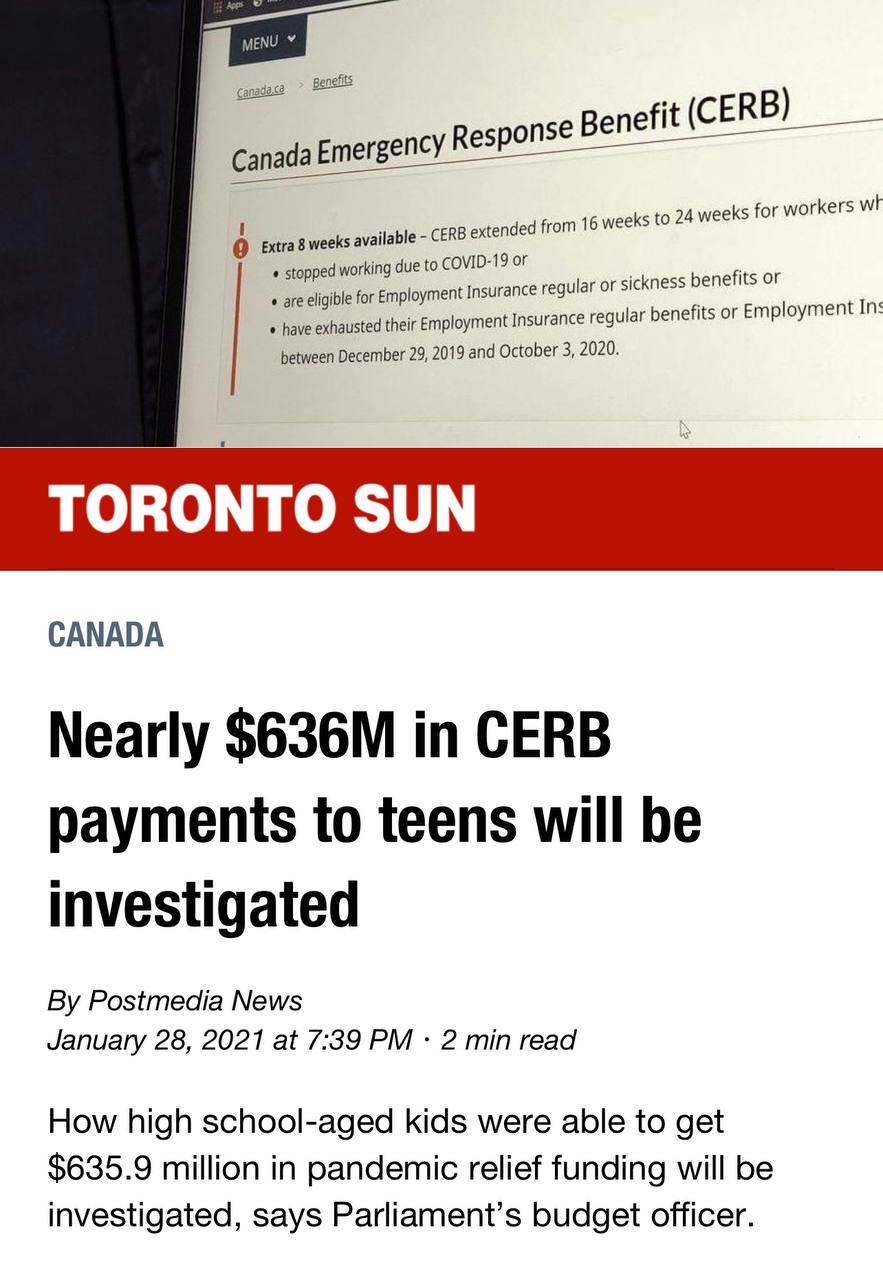 Apps
MENU
Canada.ca > Benefits
Canada Emergency Response Benefit (CERB)
Extra 8 weeks available – CERB extended from 16 weeks to 24 weeks for workers
• stopped working due to COVID-19 or
• are eligible for Employment Insurance regular or sickness benefits or
• have exhausted their Employment Insurance regular benefits or Employment
between December 29, 2019 and October 3, 2020.
TORONTO SUN
CANADA
Nearly $636M in CERB
payments to teens will be
investigated
By Postmedia News
January 28, 2021 at 7:39 PM · 2 min read
How high school-aged kids were able to get
$635.9 million in pandemic relief funding will be
investigated, says Parliament’s budget officer.